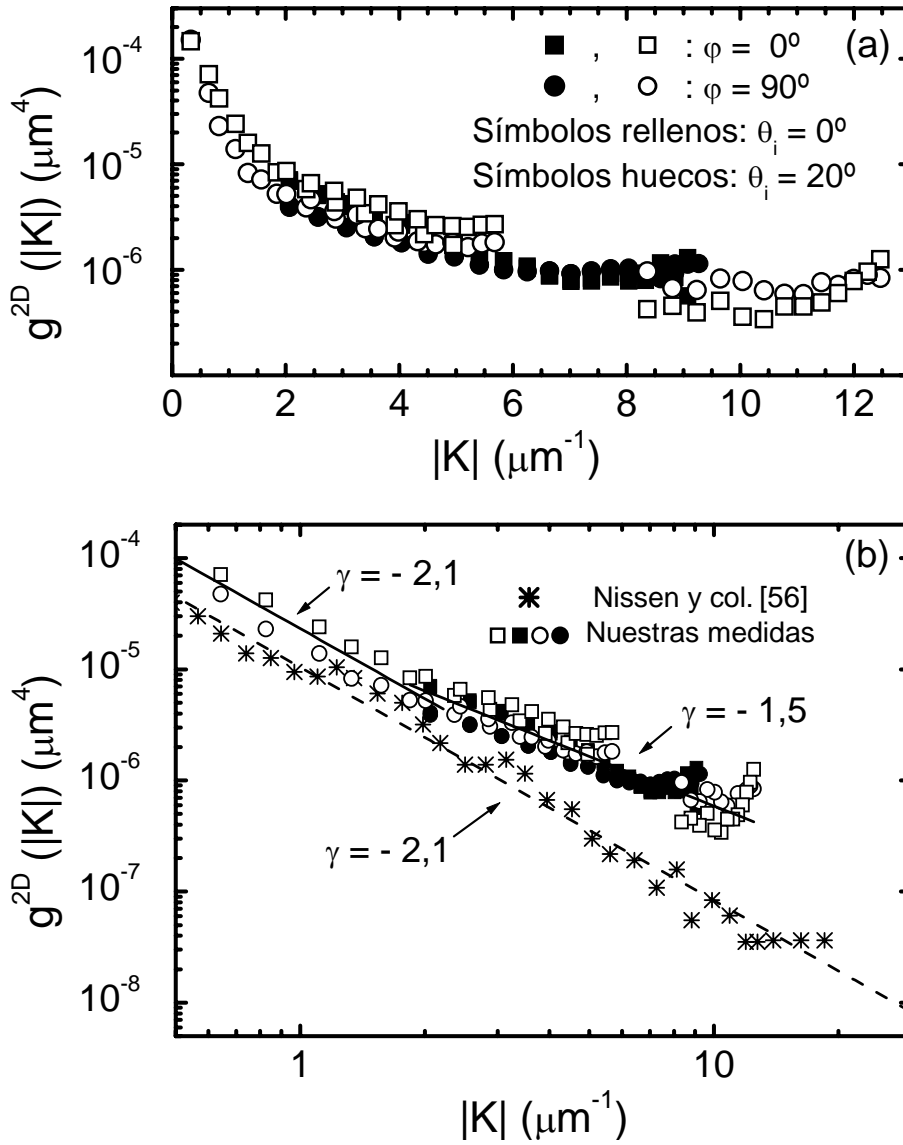 (a)
■ , □ : φ = 0º
● , ○ : φ = 90º
Símbolos rellenos: θi = 0º
Símbolos huecos: θi = 20º
g2D (|K|) (μm4)
10-4
10-5
10-6
0 2 4 6 8 10 12
|K| (μm-1)
(b)
γ = - 2,1
Nissen y col. [56]
Nuestras medidas
γ = - 1,5
γ = - 2,1
g2D (|K|) (μm4)
10-4
10-5
10-6
10-7
10-8
1 10
|K| (μm-1)